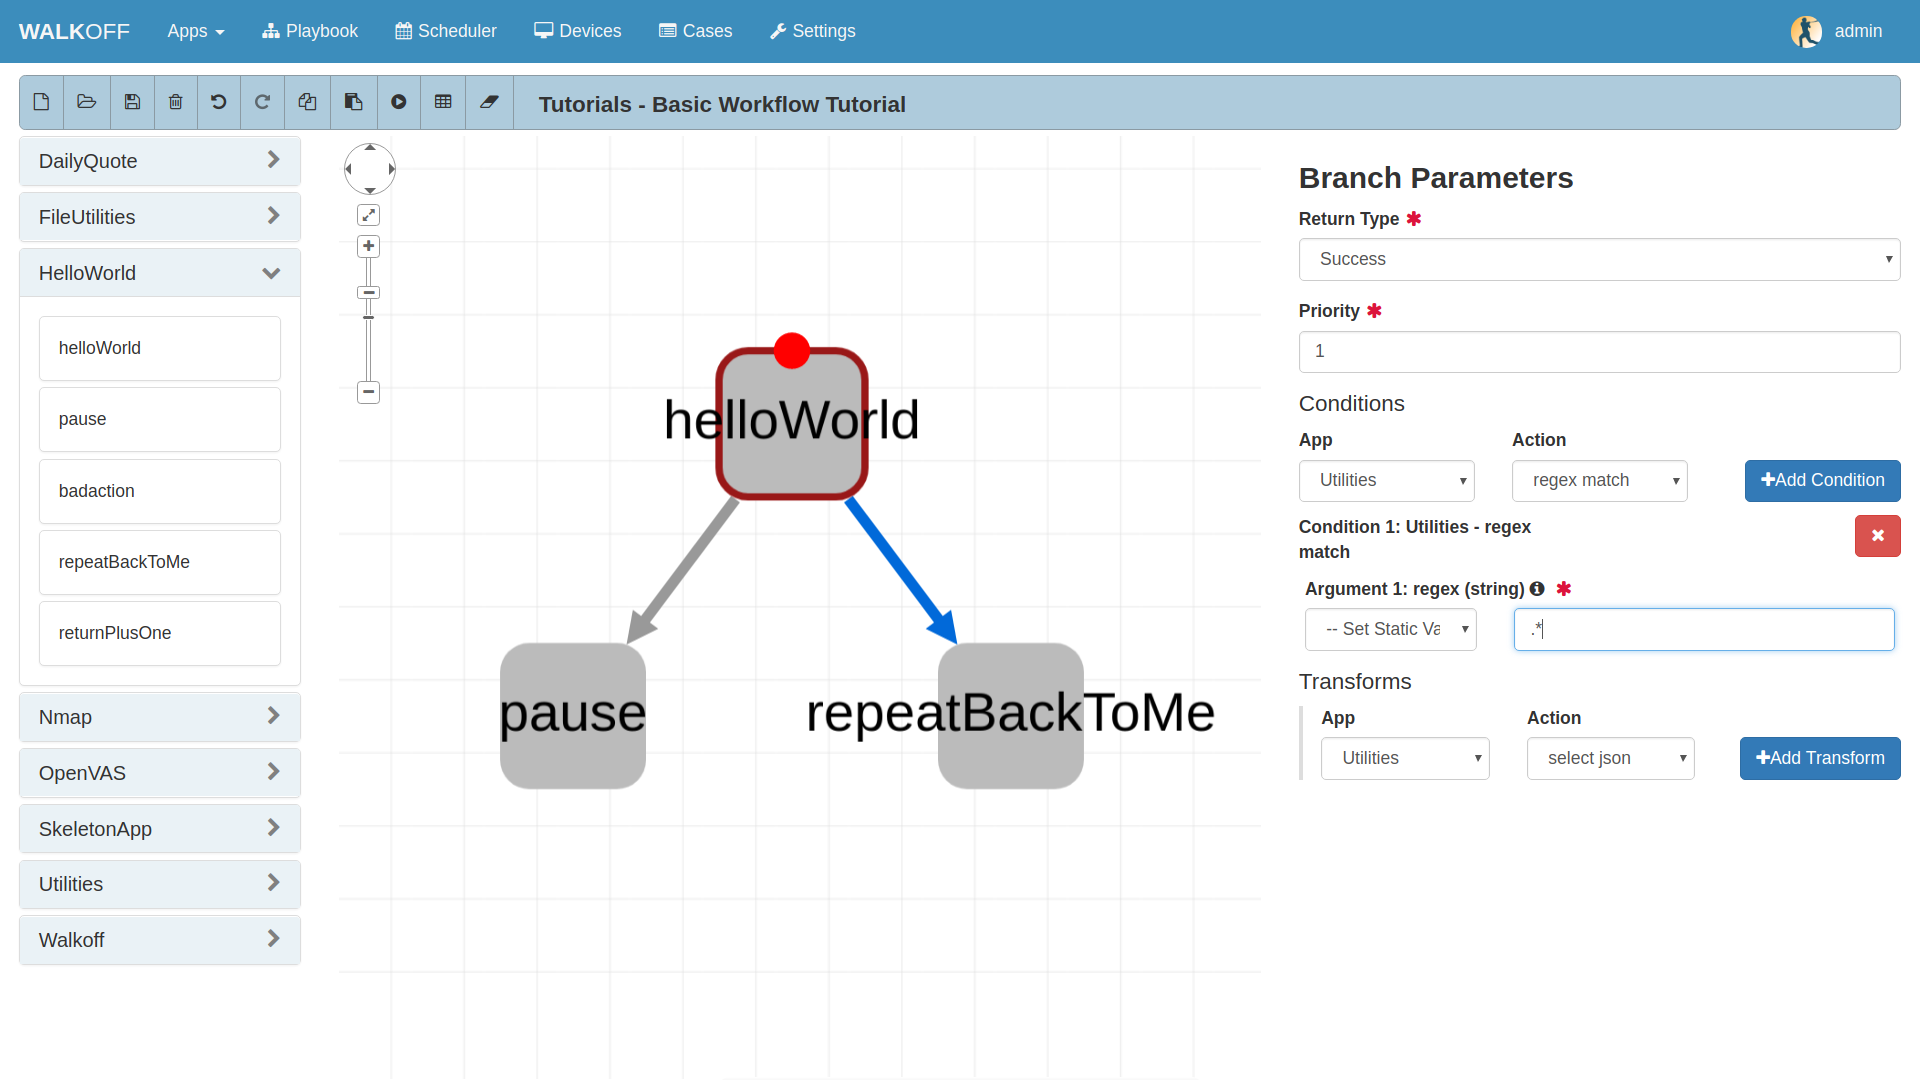 WALKOFF Apps Playbook Scheduler Devices Cases Settings admin
Tutorials - Basic Workflow Tutorial
DailyQuote
FileUtilities
HelloWorld
helloWorld
pause
badaction
repeatBackToMe
returnPlusOne
Nmap
OpenVAS
SkeletonApp
Utilities
Walkoff
helloWorld
pause
repeatBackToMe
Branch Parameters
Return Type
Success
Priority
1
Conditions
App Action
Utilities regex match Add Condition
Condition 1: Utilities - regex
match
Argument 1: regex (string)
-- Set Static Va .*
Transforms
App Action
Utilities select json Add Transform